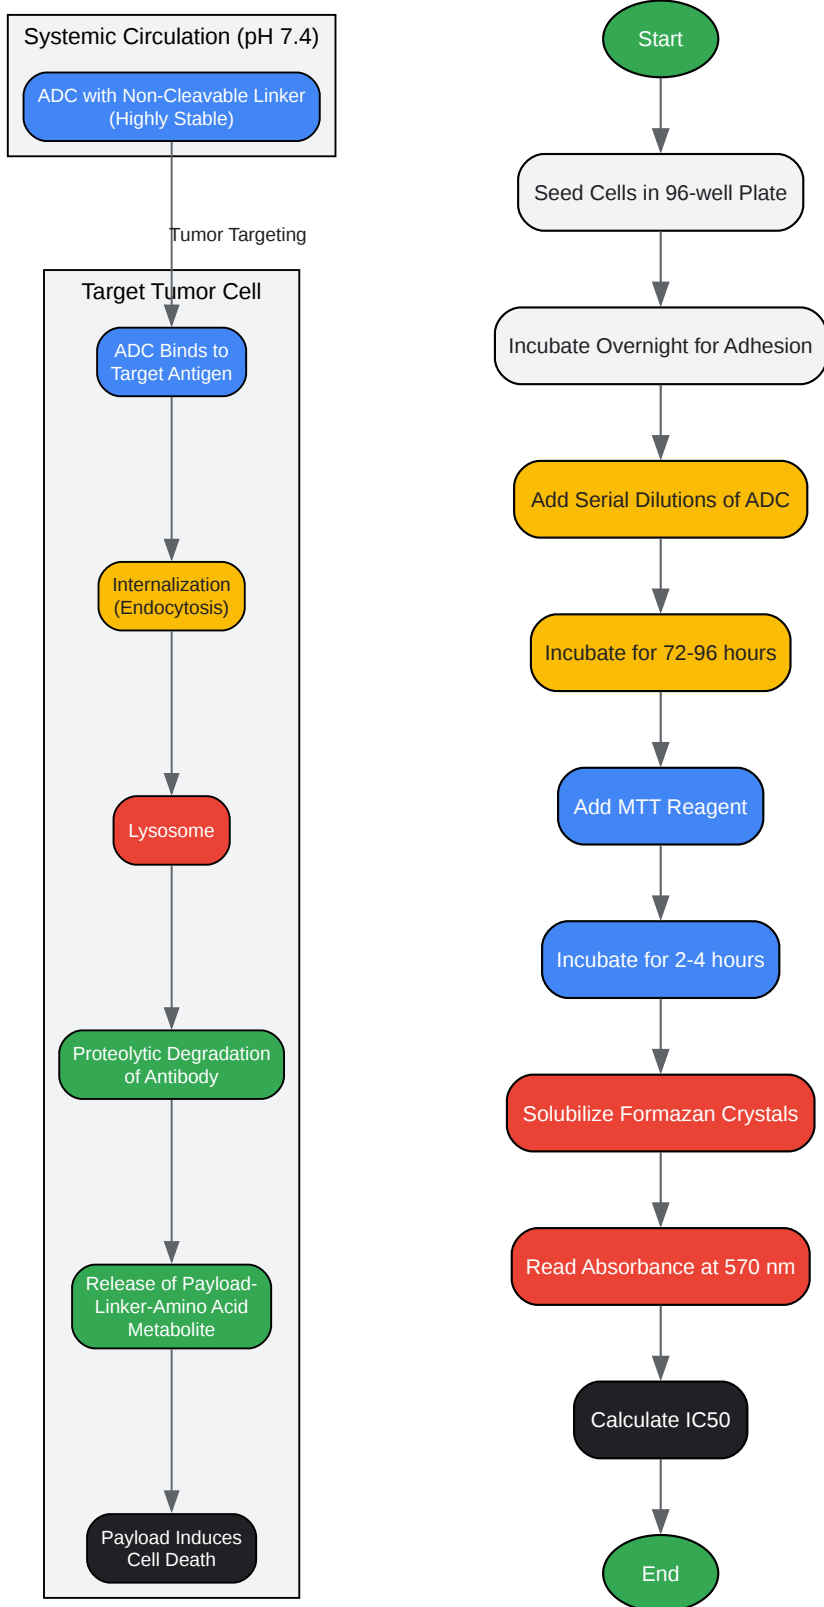 Systemic Circulation (pH 7.4)
ADC with Non-Cleavable Linker
(Highly Stable)
Tumor Targeting
Target Tumor Cell
ADC Binds to
Target Antigen
Internalization
(Endocytosis)
Lysosome
Proteolytic Degradation
of Antibody
Release of Payload-
Linker-Amino Acid
Metabolite
Payload Induces
Cell Death
Start
Seed Cells in 96-well Plate
Incubate Overnight for Adhesion
Add Serial Dilutions of ADC
Incubate for 72-96 hours
Add MTT Reagent
Incubate for 2-4 hours
Solubilize Formazan Crystals
Read Absorbance at 570 nm
Calculate IC50
End